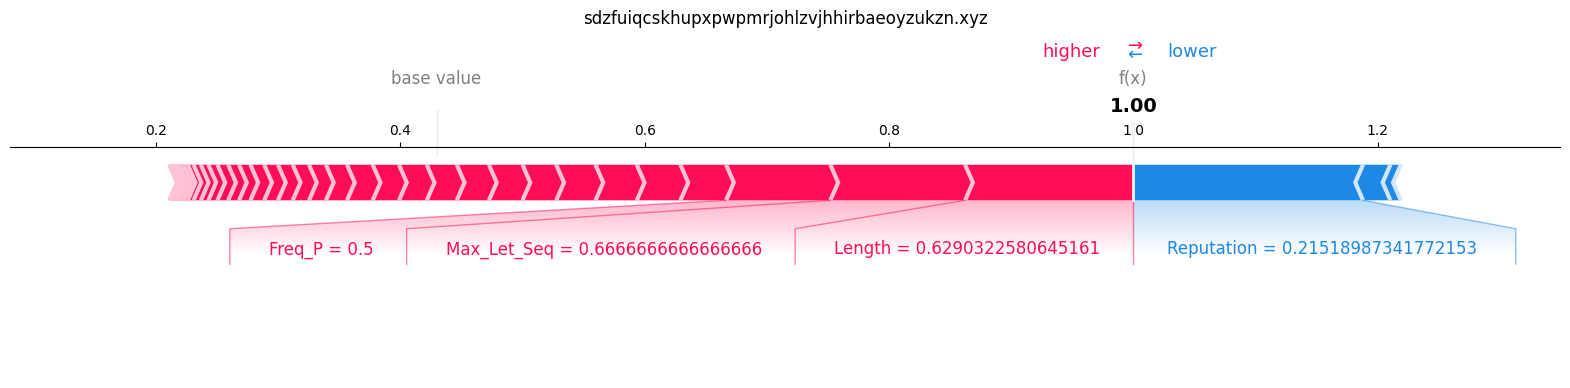 sdzfuiqcskhupxpwpmrjohlzvjhhirbaeoyzukzn.xyz
higher ⇄ lower
base value f(x)
1.00
0.2 0.4 0.6 0.8 1.0 1.2
Freq_P = 0.5 Max_Let_Seq = 0.6666666666666666 Length = 0.6290322580645161 Reputation = 0.21518987341772153